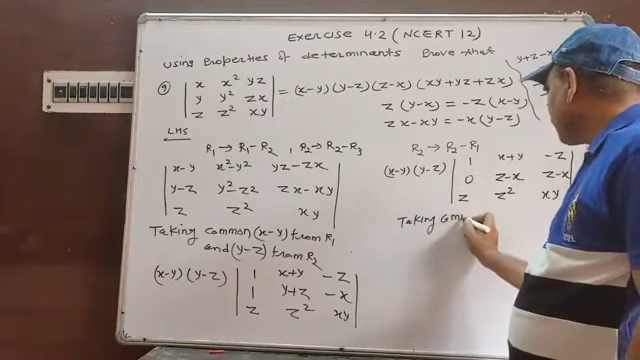 Exercise 4.2 (NCERT 12)
Using Properties of determinants Prove that
9) | x x² yz |
| y y² zx |
| z z² xy | = (x-y) (y-z) (z-x) (xy+yz+zx)
z (y-x) = -z (x-y)
zx-xy = -x (y-z)
y+z-x
LHS
R₁ → R₁-R₂ , R₂ → R₂-R₃
| x-y x²-y² yz-zx |
| y-z y²-z² zx-xy |
| z z² xy |
Taking common (x-y) from R₁
and (y-z) from R₂
(x-y) (y-z) | 1 x+y -z |
| 1 y+z -x |
| z z² xy |
R₂ → R₂-R₁
(x-y) (y-z) | 1 x+y -z |
| 0 z-x z-x |
| z z² xy |
Taking